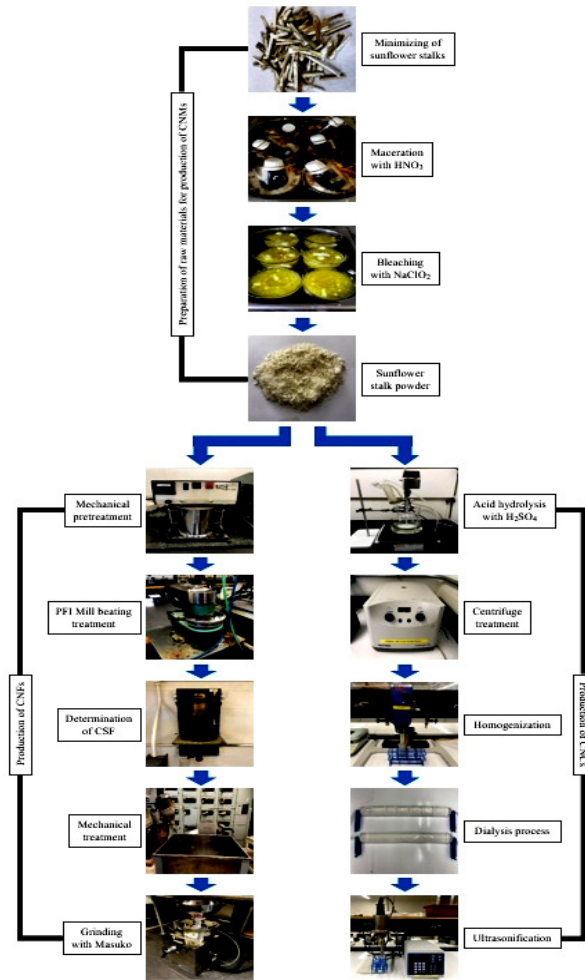 Minimizing of
sunflower stalks
Preparation of raw materials for production of CNMs
Maceration
with HNO₃
Bleaching
with NaClO₂
Sunflower
stalk powder
Mechanical
pretreatment
PFI Mill beating
treatment
Determination
of CSF
Mechanical
treatment
Grinding
with Masuko
Production of CNFs
Acid hydrolysis
with H₂SO₄
Centrifuge
treatment
Homogenization
Dialysis process
Ultrasonification
Production of CNCs